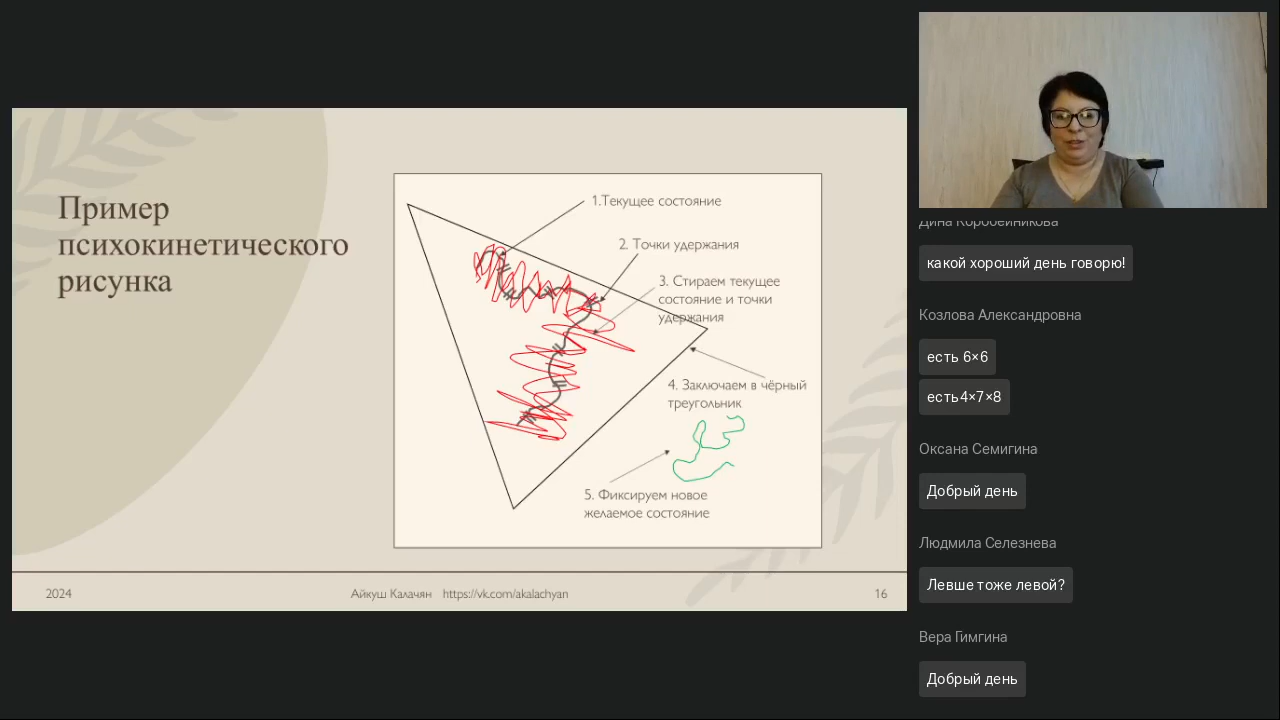 Пример
психокинетического
рисунка
1.Текущее состояние
2. Точки удержания
3. Стираем текущее
состояние и точки
удержания
4. Заключаем в чёрный
треугольник
5. Фиксируем новое
желаемое состояние
2024
Айкуш Калачян https://vk.com/akalachyan
16
Дина Коробейникова
какой хороший день говорю!
Козлова Александровна
есть 6×6
есть4×7×8
Оксана Семигина
Добрый день
Людмила Селезнева
Левше тоже левой?
Вера Гимгина
Добрый день